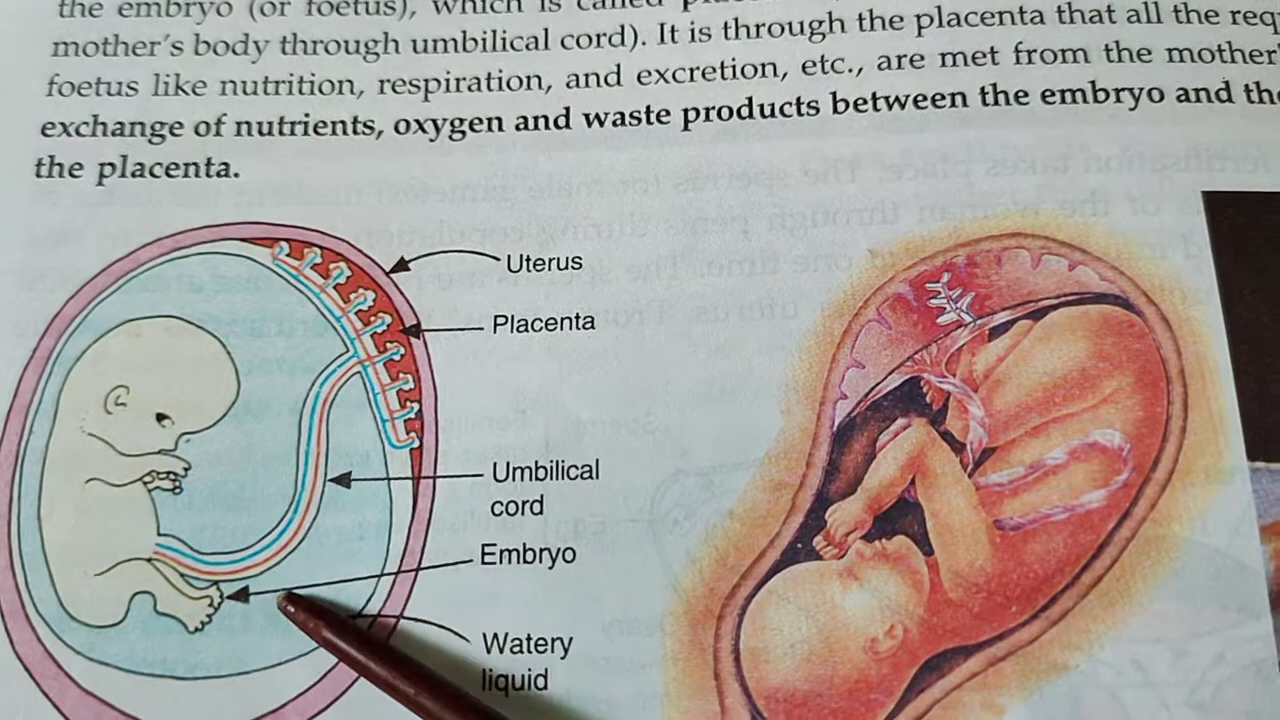 the embryo (or foetus), which is called
mother's body through umbilical cord). It is through the placenta that all the req
foetus like nutrition, respiration, and excretion, etc., are met from the mother'
exchange of nutrients, oxygen and waste products between the embryo and the
the placenta.
Uterus
Placenta
Umbilical
cord
Embryo
Watery
liquid